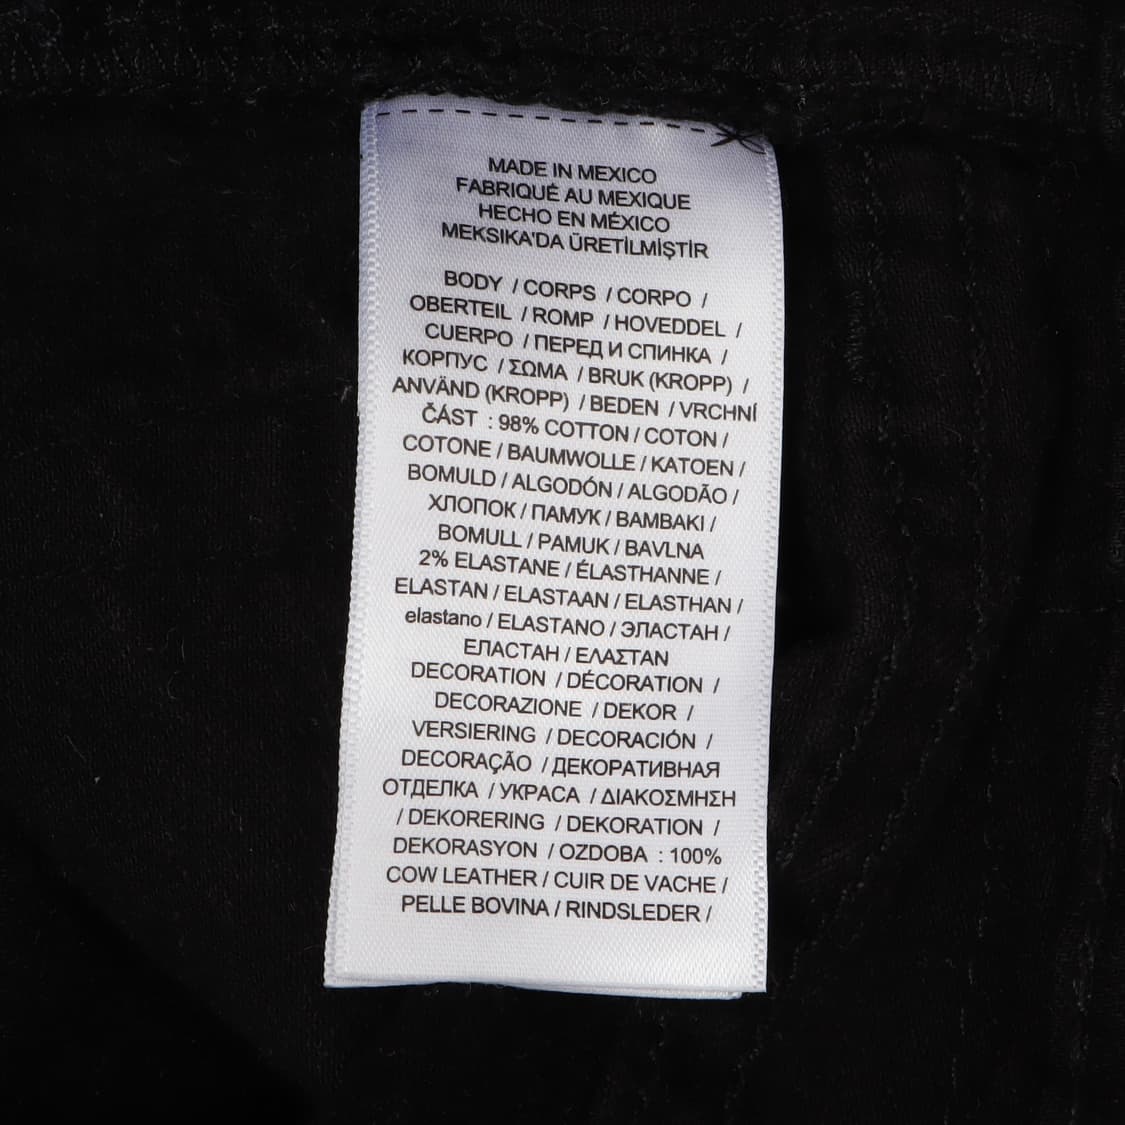 MADE IN MEXICO
FABRIQUÉ AU MEXIQUE
HECHO EN MÉXICO
MEKSIKA'DA ÜRETİLMİŞTİR
BODY / CORPS / CORPO /
OBERTEIL / ROMP / HOVEDDEL /
CUERPO / ПЕРЕД И СПИНКА /
КОРПУС / ΣΩΜΑ / BRUK (KROPP) /
ANVÄND (KROPP) / BEDEN / VRCHNÍ
ČÁST : 98% COTTON / COTON /
COTONE / BAUMWOLLE / KATOEN /
BOMULD / ALGODÓN / ALGODÃO /
ХЛОПОК / ПАМУК / ΒΑΜΒΑΚΙ /
BOMULL / PAMUK / BAVLNA
2% ELASTANE / ÉLASTHANNE /
ELASTAN / ELASTAAN / ELASTHAN /
elastano / ELASTANO / ЭЛАСТАН /
ЕЛАСТАН / ΕΛΑΣΤΑΝ
DECORATION / DÉCORATION /
DECORAZIONE / DEKOR /
VERSIERING / DECORACIÓN /
DECORAÇÃO / ДЕКОРАТИВНАЯ
ОТДЕЛКА / УКРАСА / ΔΙΑΚΟΣΜΗΣΗ
/ DEKORERING / DEKORATION /
DEKORASYON / OZDOBA : 100%
COW LEATHER / CUIR DE VACHE /
PELLE BOVINA / RINDSLEDER /